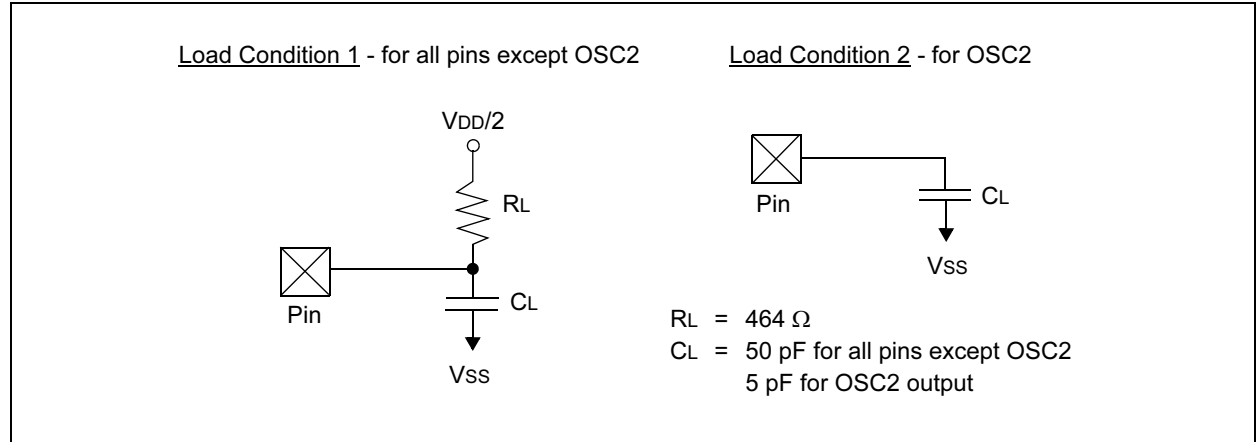 Load Condition 1 - for all pins except OSC2
VDD/2
RL
Pin
CL
VSS
Load Condition 2 - for OSC2
Pin
CL
VSS
RL = 464 Ω
CL = 50 pF for all pins except OSC2
5 pF for OSC2 output